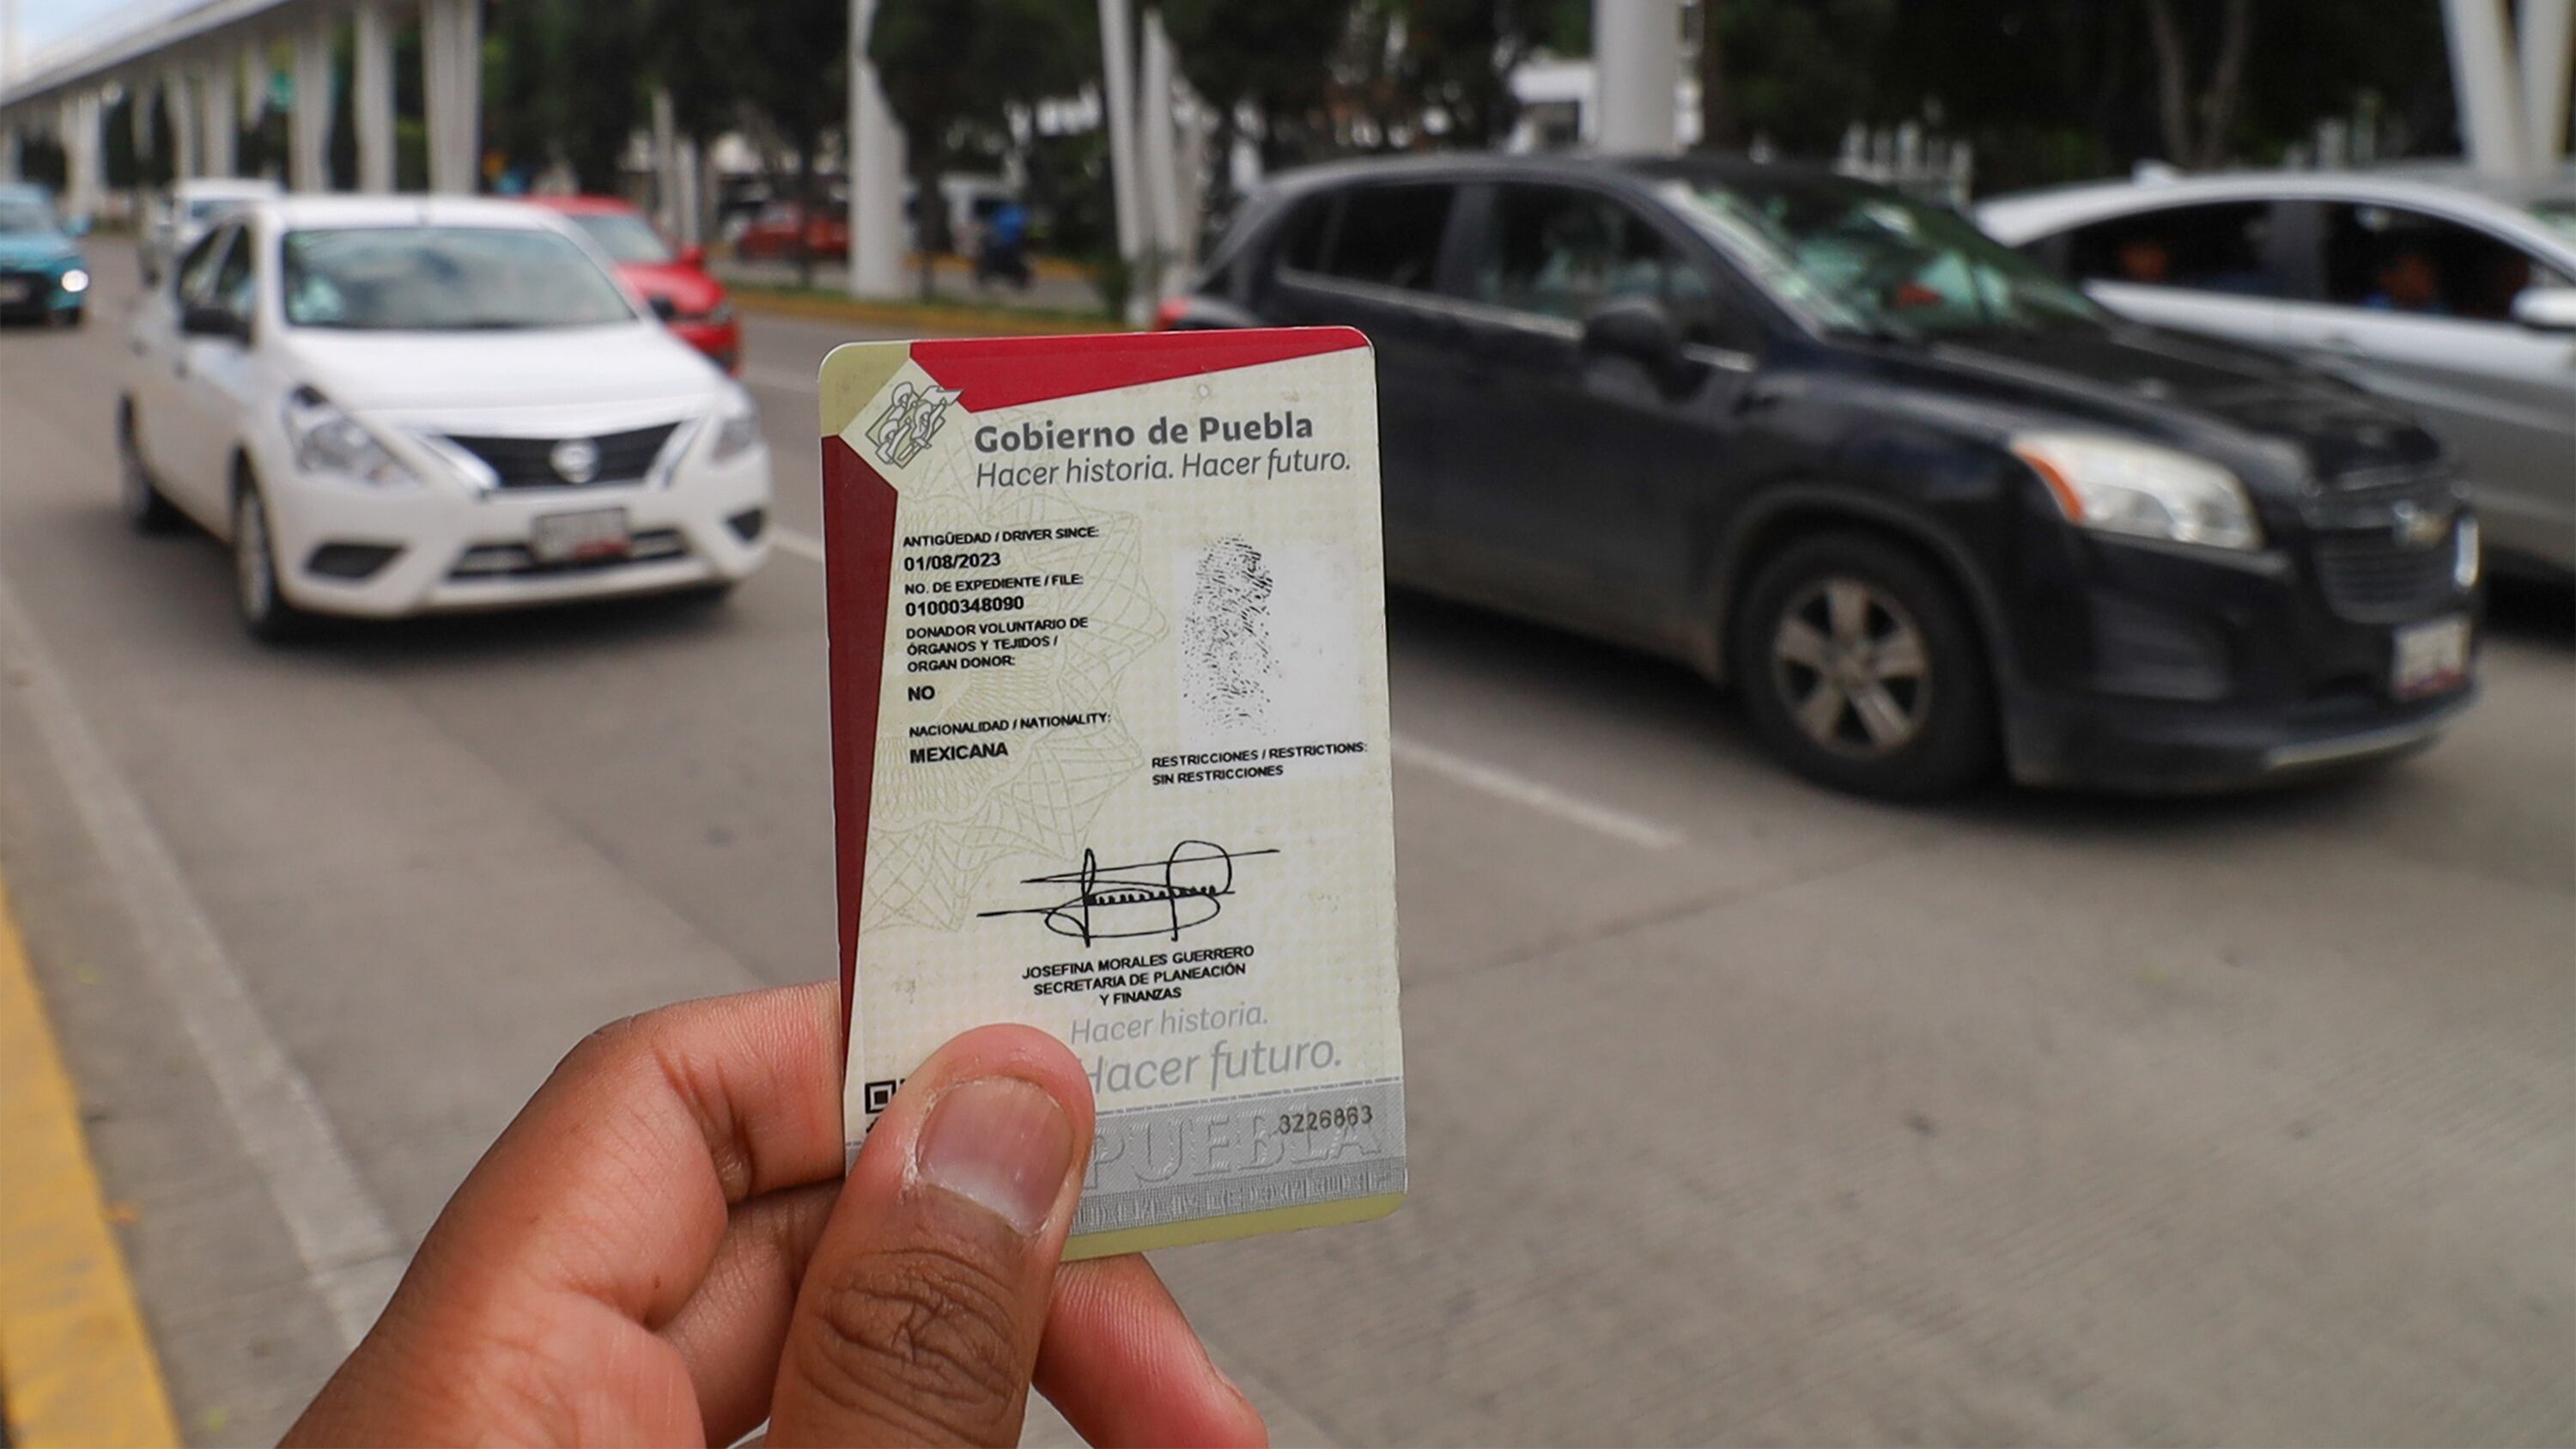 Gobierno de Puebla
Hacer historia. Hacer futuro.
ANTIGÜEDAD / DRIVER SINCE:
01/08/2023
NO. DE EXPEDIENTE / FILE:
01000348090
DONADOR VOLUNTARIO DE
ÓRGANOS Y TEJIDOS /
ORGAN DONOR:
NO
NACIONALIDAD / NATIONALITY:
MEXICANA
RESTRICCIONES / RESTRICTIONS:
SIN RESTRICCIONES
JOSEFINA MORALES GUERRERO
SECRETARIA DE PLANEACIÓN
Y FINANZAS
Hacer historia.
Hacer futuro.
3226863
PUEBLA